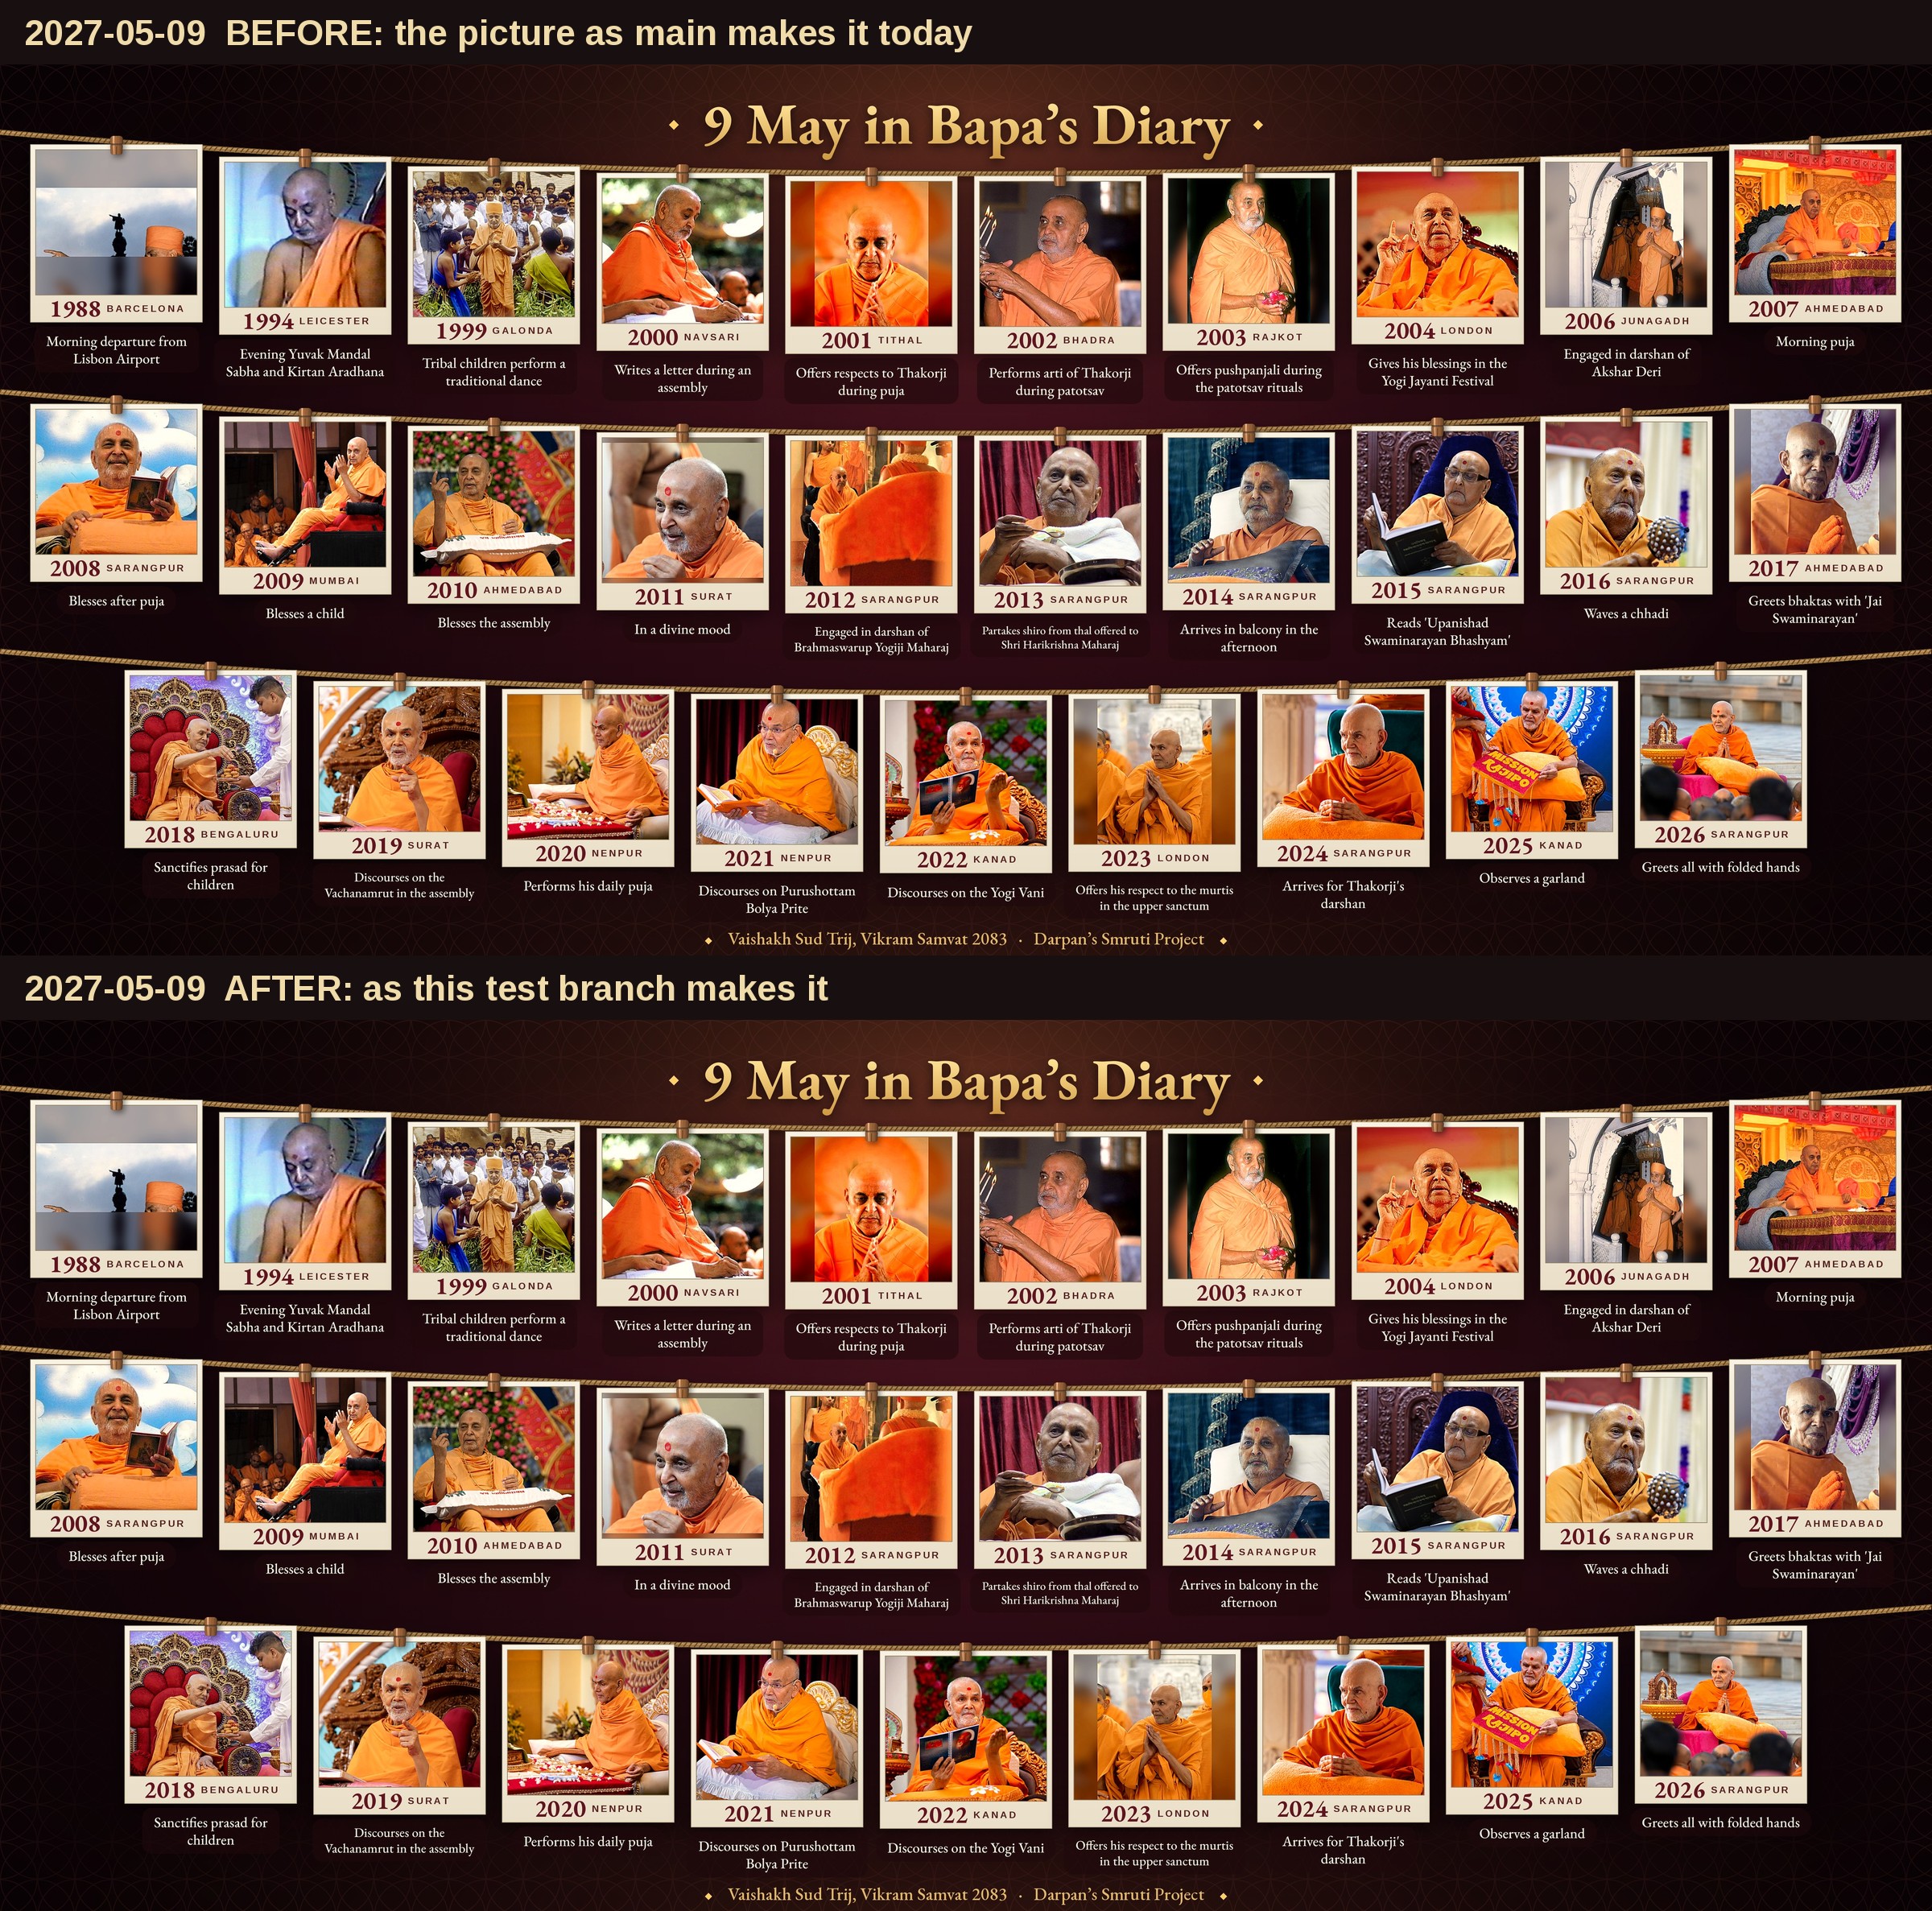 2027-05-09 BEFORE: the picture as main makes it today
9 May in Bapa’s Diary
1988 BARCELONA
Morning departure from
Lisbon Airport
1994 LEICESTER
Evening Yuvak Mandal
Sabha and Kirtan Aradhana
1999 GALONDA
Tribal children perform a
traditional dance
2000 NAVSARI
Writes a letter during an
assembly
2001 TITHAL
Offers respects to Thakorji
during puja
2002 BHADRA
Performs arti of Thakorji
during patotsav
2003 RAJKOT
Offers pushpanjali during
the patotsav rituals
2004 LONDON
Gives his blessings in the
Yogi Jayanti Festival
2006 JUNAGADH
Engaged in darshan of
Akshar Deri
2007 AHMEDABAD
Morning puja
2008 SARANGPUR
Blesses after puja
2009 MUMBAI
Blesses a child
2010 AHMEDABAD
Blesses the assembly
2011 SURAT
In a divine mood
2012 SARANGPUR
Engaged in darshan of
Brahmaswarup Yogiji Maharaj
2013 SARANGPUR
Partakes shiro from thal offered to
Shri Harikrishna Maharaj
2014 SARANGPUR
Arrives in balcony in the
afternoon
2015 SARANGPUR
Reads 'Upanishad
Swaminarayan Bhashyam'
2016 SARANGPUR
Waves a chhadi
2017 AHMEDABAD
Greets bhaktas with 'Jai
Swaminarayan'
2018 BENGALURU
Sanctifies prasad for
children
2019 SURAT
Discourses on the
Vachanamrut in the assembly
2020 NENPUR
Performs his daily puja
2021 NENPUR
Discourses on Purushottam
Bolya Prite
2022 KANAD
Discourses on the Yogi Vani
2023 LONDON
Offers his respect to the murtis
in the upper sanctum
2024 SARANGPUR
Arrives for Thakorji's
darshan
MISSION
RAJIPO
2025 KANAD
Observes a garland
2026 SARANGPUR
Greets all with folded hands
Vaishakh Sud Trij, Vikram Samvat 2083 · Darpan’s Smruti Project
2027-05-09 AFTER: as this test branch makes it
9 May in Bapa’s Diary
1988 BARCELONA
Morning departure from
Lisbon Airport
1994 LEICESTER
Evening Yuvak Mandal
Sabha and Kirtan Aradhana
1999 GALONDA
Tribal children perform a
traditional dance
2000 NAVSARI
Writes a letter during an
assembly
2001 TITHAL
Offers respects to Thakorji
during puja
2002 BHADRA
Performs arti of Thakorji
during patotsav
2003 RAJKOT
Offers pushpanjali during
the patotsav rituals
2004 LONDON
Gives his blessings in the
Yogi Jayanti Festival
2006 JUNAGADH
Engaged in darshan of
Akshar Deri
2007 AHMEDABAD
Morning puja
2008 SARANGPUR
Blesses after puja
2009 MUMBAI
Blesses a child
2010 AHMEDABAD
Blesses the assembly
2011 SURAT
In a divine mood
2012 SARANGPUR
Engaged in darshan of
Brahmaswarup Yogiji Maharaj
2013 SARANGPUR
Partakes shiro from thal offered to
Shri Harikrishna Maharaj
2014 SARANGPUR
Arrives in balcony in the
afternoon
2015 SARANGPUR
Reads 'Upanishad
Swaminarayan Bhashyam'
2016 SARANGPUR
Waves a chhadi
2017 AHMEDABAD
Greets bhaktas with 'Jai
Swaminarayan'
2018 BENGALURU
Sanctifies prasad for
children
2019 SURAT
Discourses on the
Vachanamrut in the assembly
2020 NENPUR
Performs his daily puja
2021 NENPUR
Discourses on Purushottam
Bolya Prite
2022 KANAD
Discourses on the Yogi Vani
2023 LONDON
Offers his respect to the murtis
in the upper sanctum
2024 SARANGPUR
Arrives for Thakorji's
darshan
MISSION
RAJIPO
2025 KANAD
Observes a garland
2026 SARANGPUR
Greets all with folded hands
Vaishakh Sud Trij, Vikram Samvat 2083 · Darpan’s Smruti Project